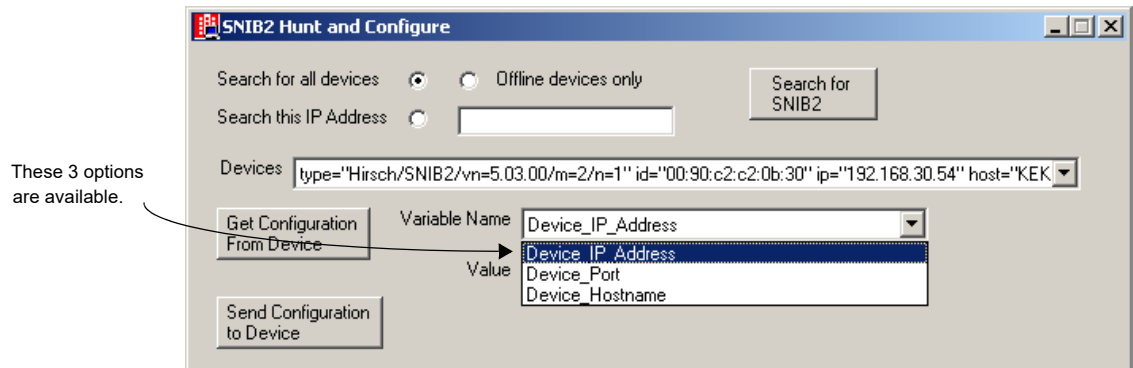 SNIB2 Hunt and Configure
Search for all devices
Offline devices only
Search for
SNIB2
Search this IP Address
Devices
type="Hirsch/SNIB2/vn=5.03.00/m=2/n=1" id="00:90:c2:c2:0b:30" ip="192.168.30.54" host="KEK
These 3 options
are available.
Get Configuration
From Device
Variable Name
Device_IP_Address
Device_IP_Address
Value
Device_Port
Device_Hostname
Send Configuration
to Device